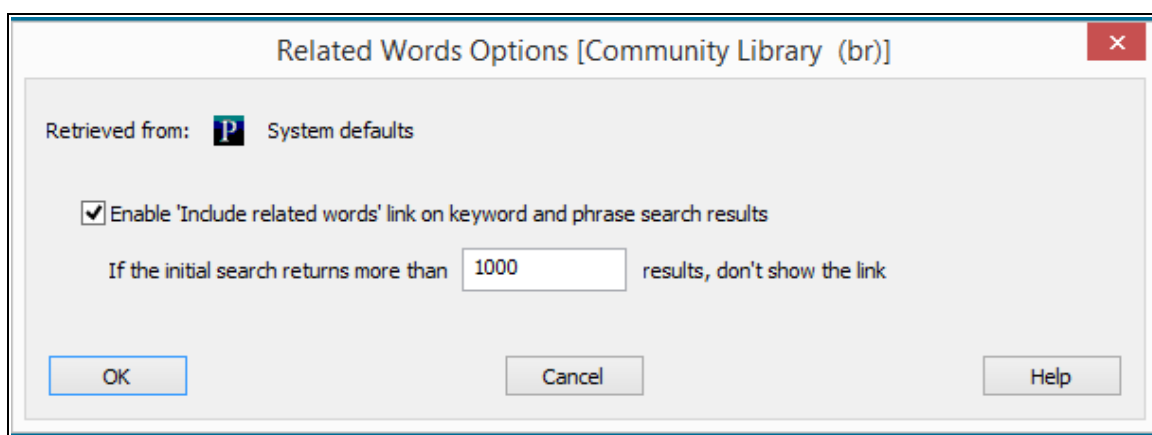 Related Words Options [Community Library (br)]
Retrieved from: P System defaults
Enable 'Include related words' link on keyword and phrase search results
If the initial search returns more than 1000 results, don't show the link
OK Cancel Help